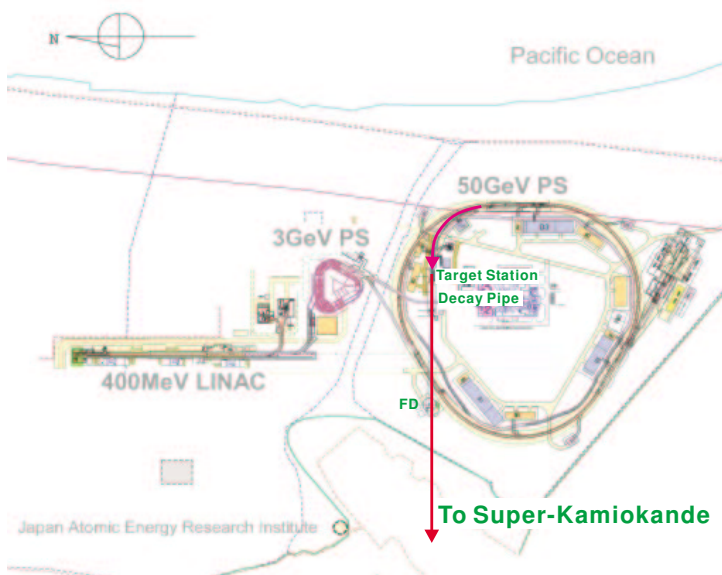 N
Pacific Ocean
50GeV PS
3GeV PS
Target Station
Decay Pipe
400MeV LINAC
FD
To Super-Kamiokande
Japan Atomic Energy Research Institute